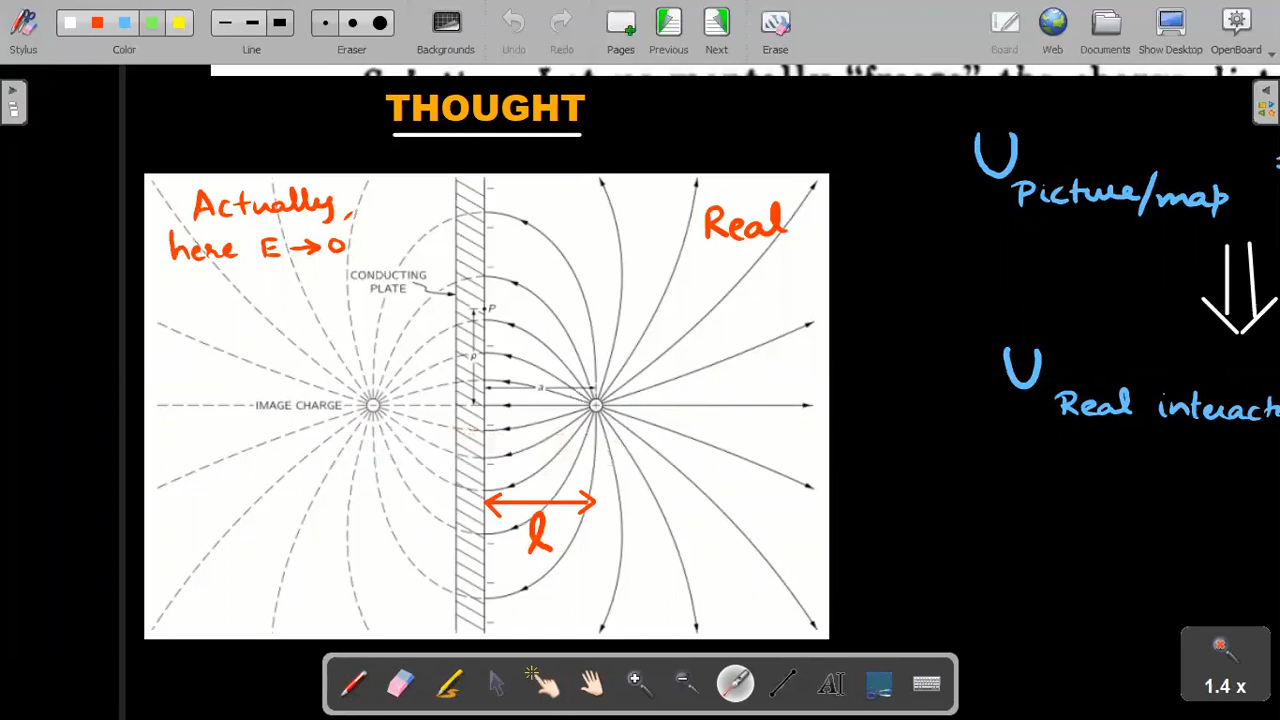 Stylus
Color
Line
Eraser
Backgrounds
Undo
Redo
Pages
Previous
Next
Erase
Board
Web
Documents
Show Desktop
OpenBoard
THOUGHT
Actually,
here E → 0
Real
CONDUCTING
PLATE
P
ρ
a
IMAGE CHARGE
l
U Picture/map
U Real interact
AI
1.4 x